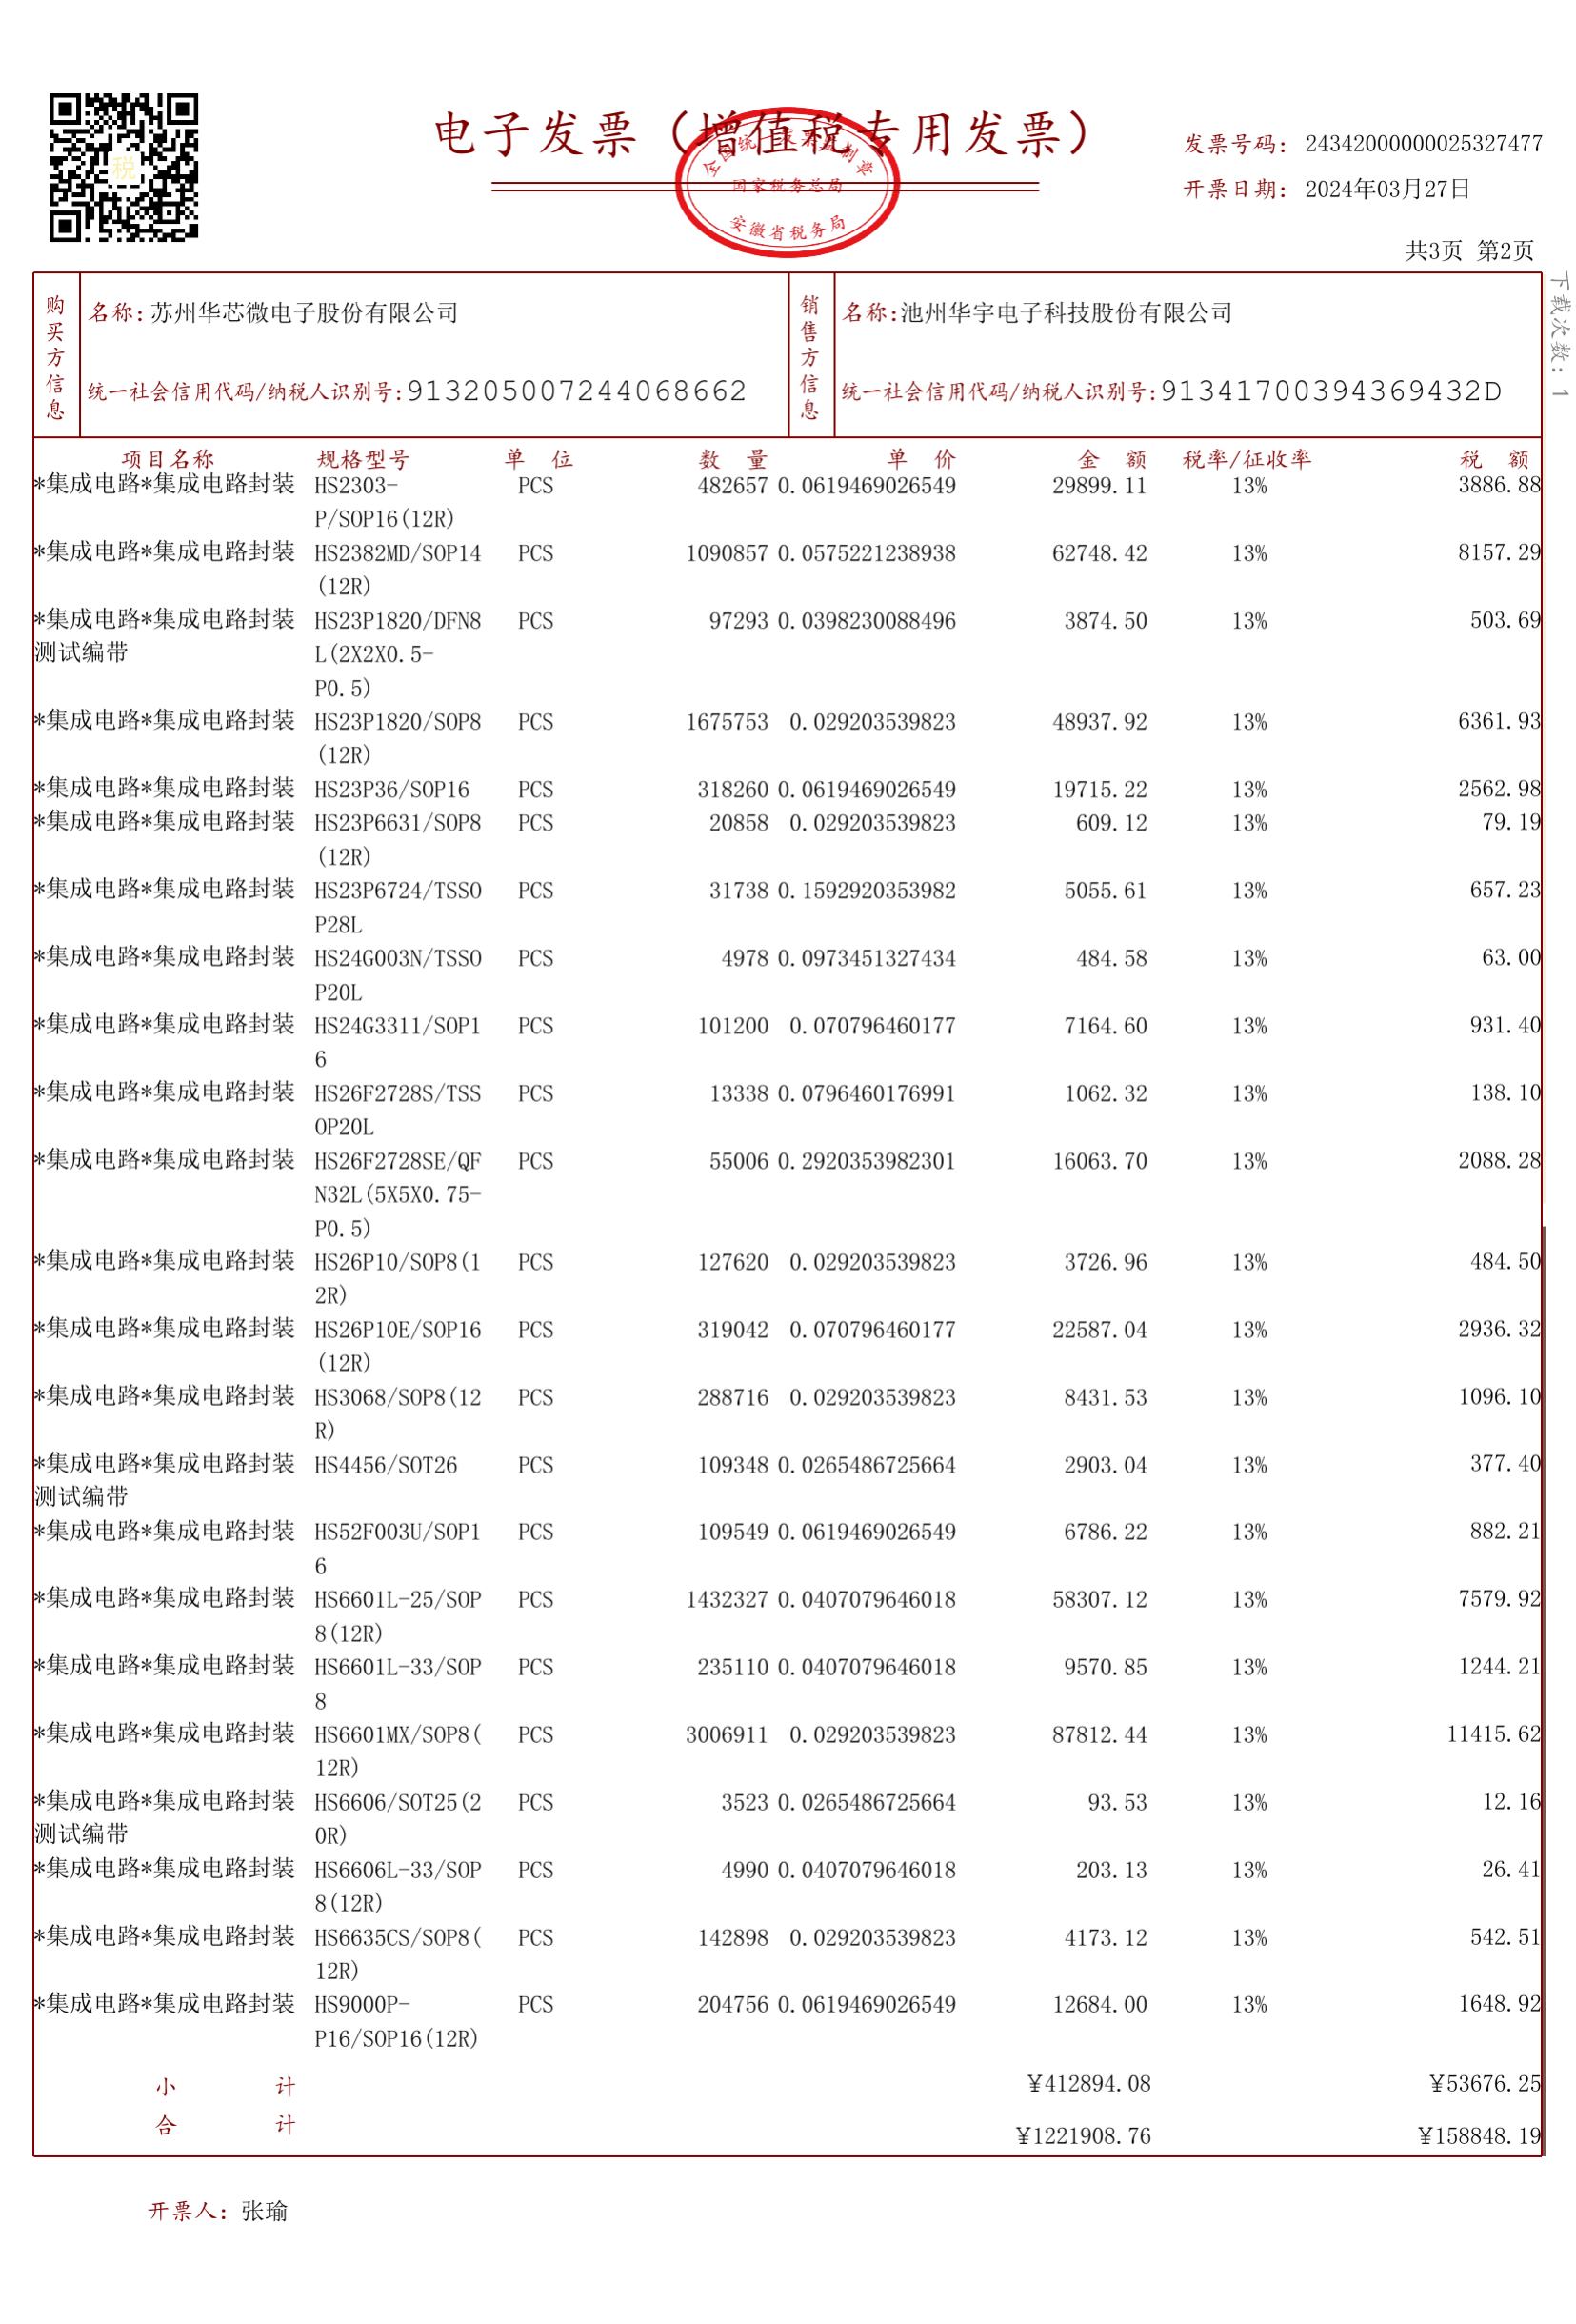 电子发票（增值税专用发票）
全国统一发票监制章
国家税务总局
安徽省税务局
税
发票号码： 24342000000025327477
开票日期： 2024年03月27日
共3页 第2页
下载次数：1
购买方信息
名称：苏州华芯微电子股份有限公司
统一社会信用代码/纳税人识别号：913205007244068662
销售方信息
名称：池州华宇电子科技股份有限公司
统一社会信用代码/纳税人识别号：91341700394369432D
项目名称 规格型号 单 位 数 量 单 价 金 额 税率/征收率 税 额
*集成电路*集成电路封装 HS2303- PCS 482657 0.0619469026549 29899.11 13% 3886.88
P/SOP16(12R)
*集成电路*集成电路封装 HS2382MD/SOP14 PCS 1090857 0.0575221238938 62748.42 13% 8157.29
(12R)
*集成电路*集成电路封装 HS23P1820/DFN8 PCS 97293 0.0398230088496 3874.50 13% 503.69
测试编带 L(2X2X0.5-
P0.5)
*集成电路*集成电路封装 HS23P1820/SOP8 PCS 1675753 0.029203539823 48937.92 13% 6361.93
(12R)
*集成电路*集成电路封装 HS23P36/SOP16 PCS 318260 0.0619469026549 19715.22 13% 2562.98
*集成电路*集成电路封装 HS23P6631/SOP8 PCS 20858 0.029203539823 609.12 13% 79.19
(12R)
*集成电路*集成电路封装 HS23P6724/TSSO PCS 31738 0.1592920353982 5055.61 13% 657.23
P28L
*集成电路*集成电路封装 HS24G003N/TSSO PCS 4978 0.0973451327434 484.58 13% 63.00
P20L
*集成电路*集成电路封装 HS24G3311/SOP1 PCS 101200 0.070796460177 7164.60 13% 931.40
6
*集成电路*集成电路封装 HS26F2728S/TSS PCS 13338 0.0796460176991 1062.32 13% 138.10
OP20L
*集成电路*集成电路封装 HS26F2728SE/QF PCS 55006 0.2920353982301 16063.70 13% 2088.28
N32L(5X5X0.75-
P0.5)
*集成电路*集成电路封装 HS26P10/SOP8(1 PCS 127620 0.029203539823 3726.96 13% 484.50
2R)
*集成电路*集成电路封装 HS26P10E/SOP16 PCS 319042 0.070796460177 22587.04 13% 2936.32
(12R)
*集成电路*集成电路封装 HS3068/SOP8(12 PCS 288716 0.029203539823 8431.53 13% 1096.10
R)
*集成电路*集成电路封装 HS4456/SOT26 PCS 109348 0.0265486725664 2903.04 13% 377.40
测试编带
*集成电路*集成电路封装 HS52F003U/SOP1 PCS 109549 0.0619469026549 6786.22 13% 882.21
6
*集成电路*集成电路封装 HS6601L-25/SOP PCS 1432327 0.0407079646018 58307.12 13% 7579.92
8(12R)
*集成电路*集成电路封装 HS6601L-33/SOP PCS 235110 0.0407079646018 9570.85 13% 1244.21
8
*集成电路*集成电路封装 HS6601MX/SOP8( PCS 3006911 0.029203539823 87812.44 13% 11415.62
12R)
*集成电路*集成电路封装 HS6606/SOT25(2 PCS 3523 0.0265486725664 93.53 13% 12.16
测试编带 0R)
*集成电路*集成电路封装 HS6606L-33/SOP PCS 4990 0.0407079646018 203.13 13% 26.41
8(12R)
*集成电路*集成电路封装 HS6635CS/SOP8( PCS 142898 0.029203539823 4173.12 13% 542.51
12R)
*集成电路*集成电路封装 HS9000P- PCS 204756 0.0619469026549 12684.00 13% 1648.92
P16/SOP16(12R)
小 计 ¥412894.08 ¥53676.25
合 计 ¥1221908.76 ¥158848.19
开票人：张瑜